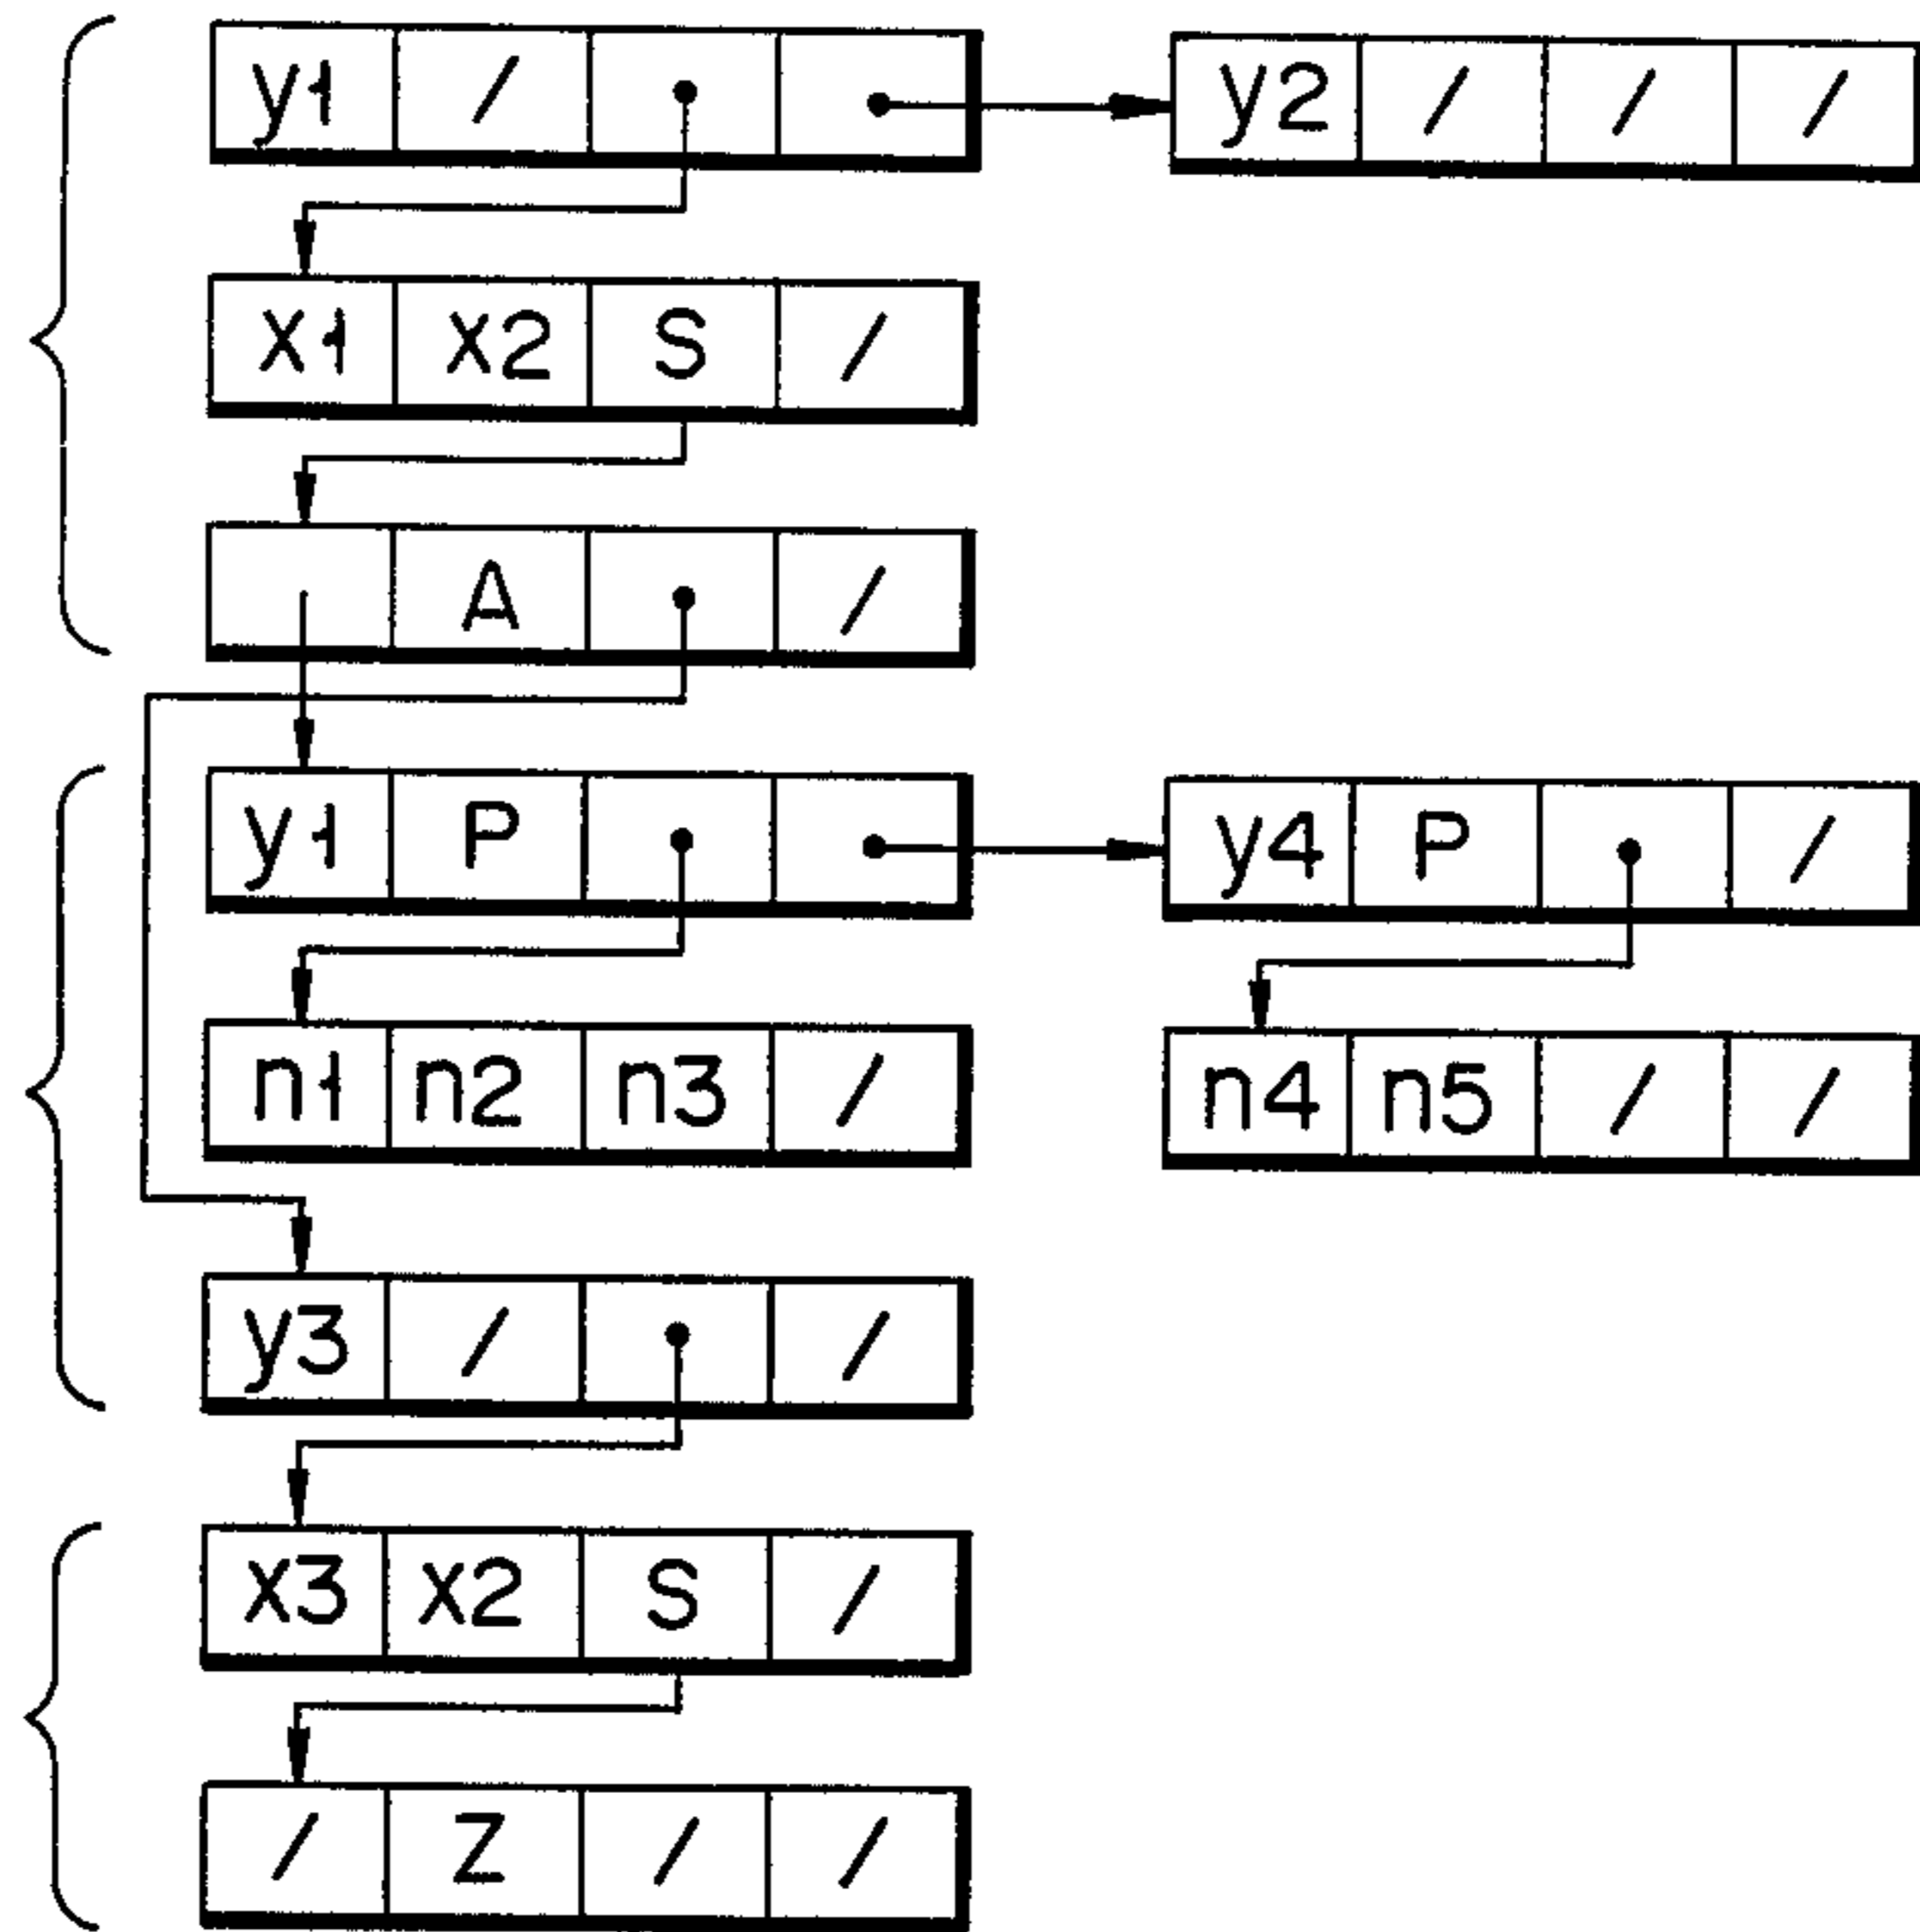 y1 / y2 / / /
x1 x2 S /
A /
y1 P y4 P /
n1 n2 n3 / n4 n5 / /
y3 / /
x3 x2 S /
/ Z / /